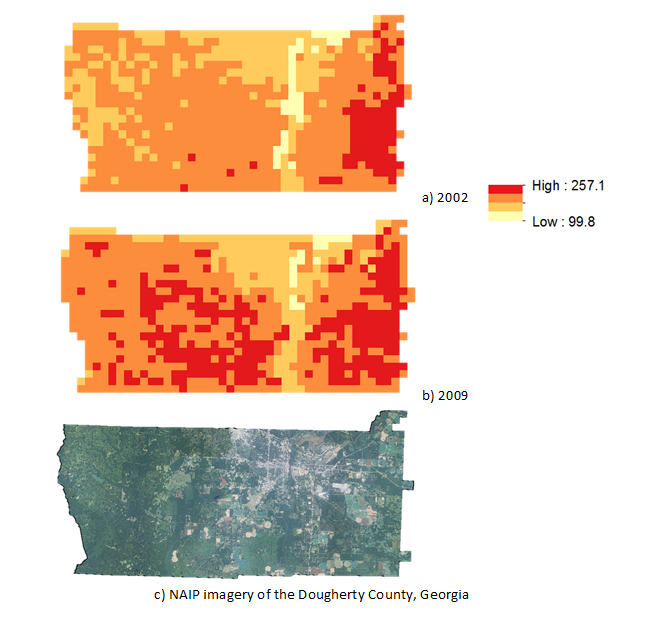 a) 2002
High : 257.1
Low : 99.8
b) 2009
c) NAIP imagery of the Dougherty County, Georgia